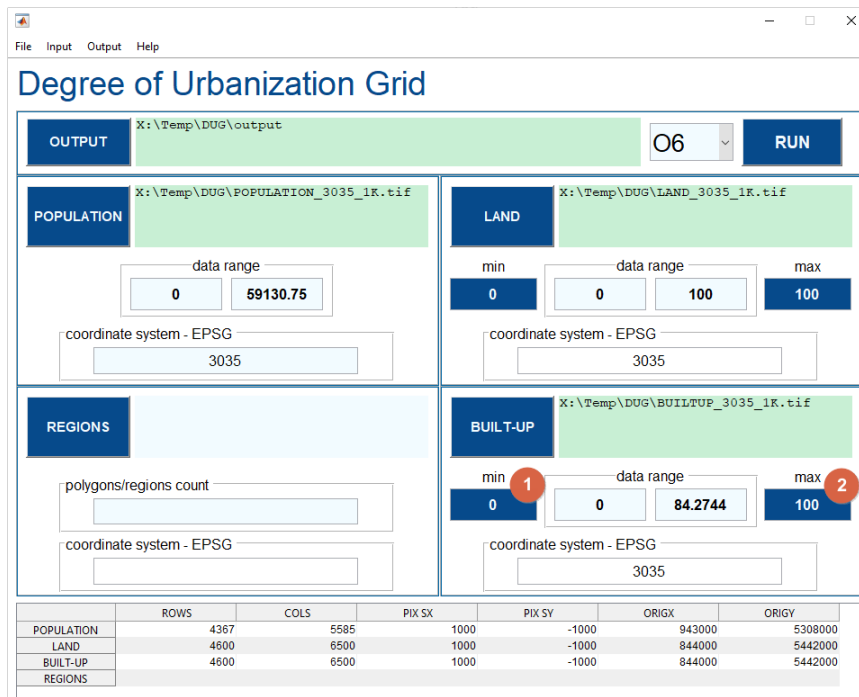 File Input Output Help
Degree of Urbanization Grid
OUTPUT X:\Temp\DUG\output O6 RUN
POPULATION X:\Temp\DUG\POPULATION_3035_1K.tif
data range
0 59130.75
coordinate system - EPSG
3035
LAND X:\Temp\DUG\LAND_3035_1K.tif
min data range max
0 0 100 100
coordinate system - EPSG
3035
REGIONS
polygons/regions count
coordinate system - EPSG
BUILT-UP X:\Temp\DUG\BUILTUP_3035_1K.tif
min 1 data range max 2
0 0 84.2744 100
coordinate system - EPSG
3035
ROWS COLS PIX SX PIX SY ORIGX ORIGY
POPULATION 4367 5585 1000 -1000 943000 5308000
LAND 4600 6500 1000 -1000 844000 5442000
BUILT-UP 4600 6500 1000 -1000 844000 5442000
REGIONS